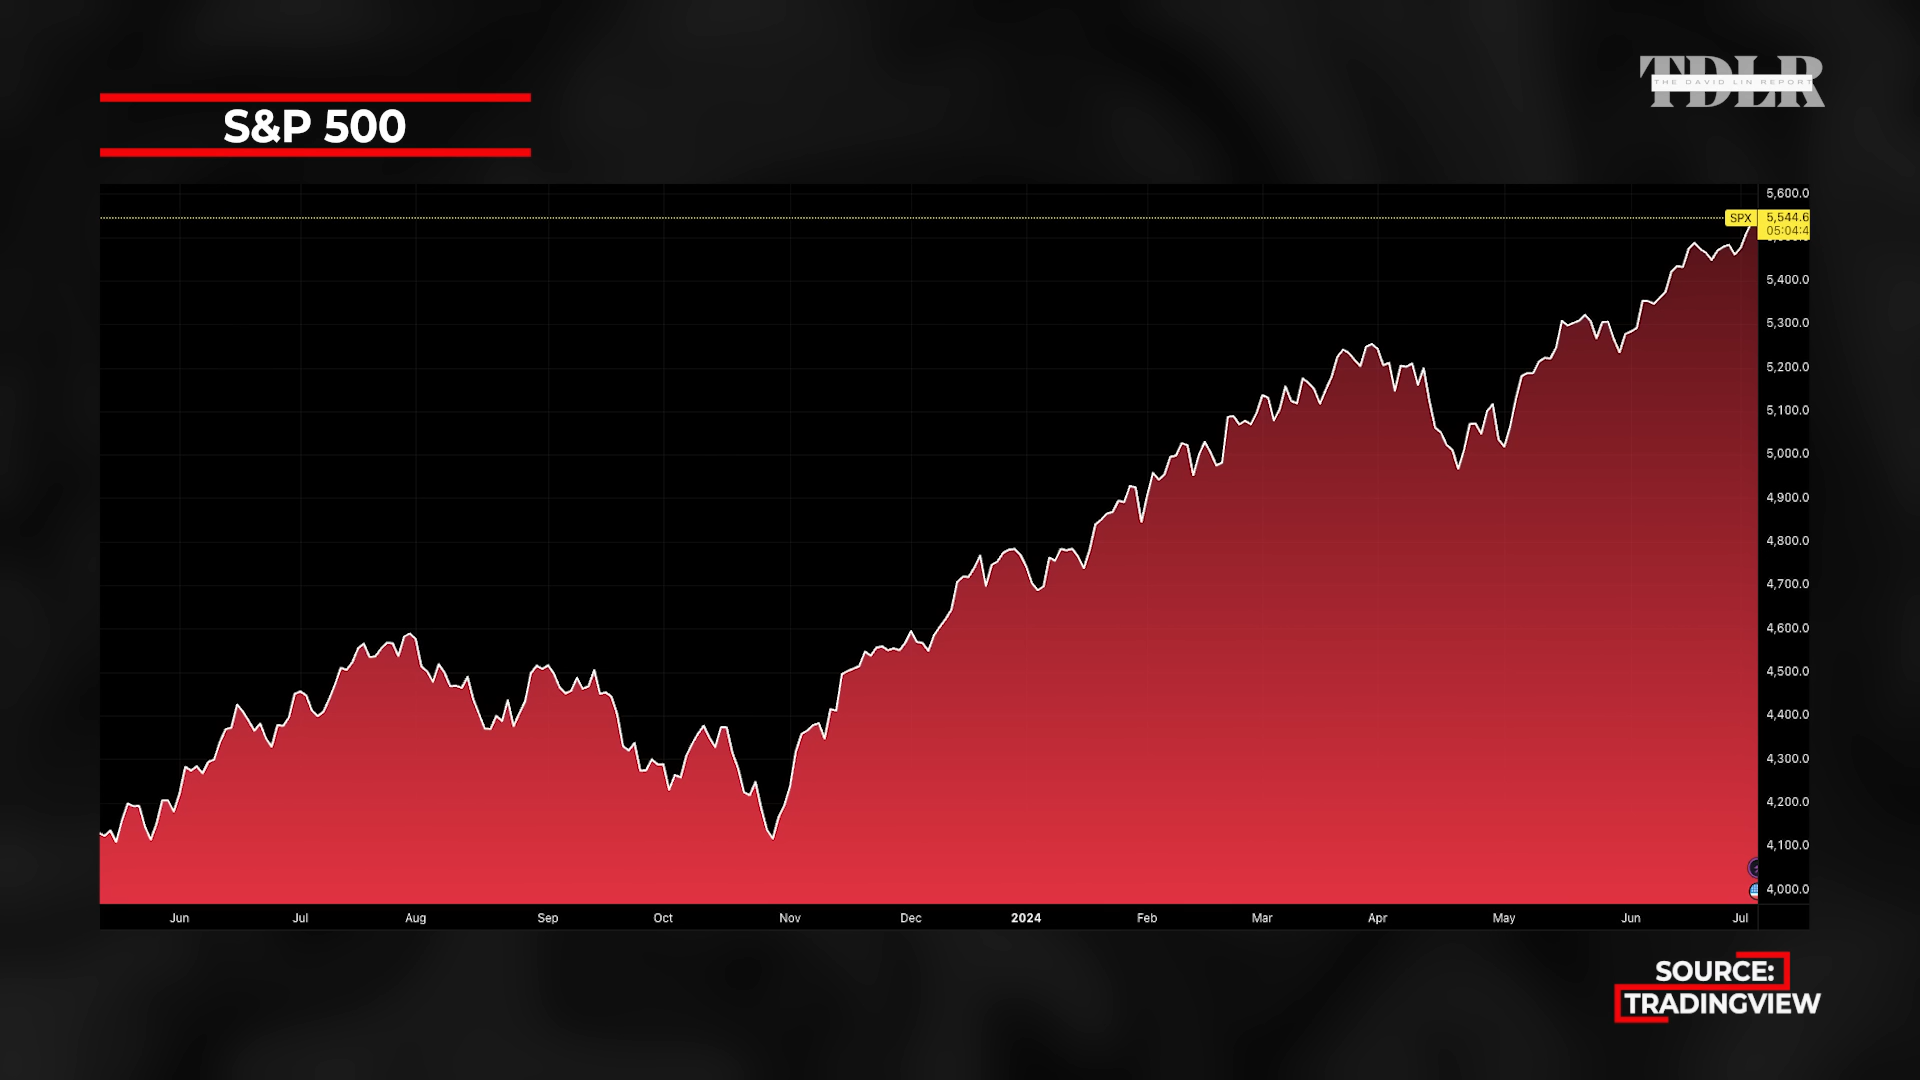 TDLR
THE DAVID LIN REPORT
S&P 500
5,600.0
SPX 5,544.6
05:04:4
5,400.0
5,300.0
5,200.0
5,100.0
5,000.0
4,900.0
4,800.0
4,700.0
4,600.0
4,500.0
4,400.0
4,300.0
4,200.0
4,100.0
4,000.0
Jun Jul Aug Sep Oct Nov Dec 2024 Feb Mar Apr May Jun Jul
SOURCE:
TRADINGVIEW